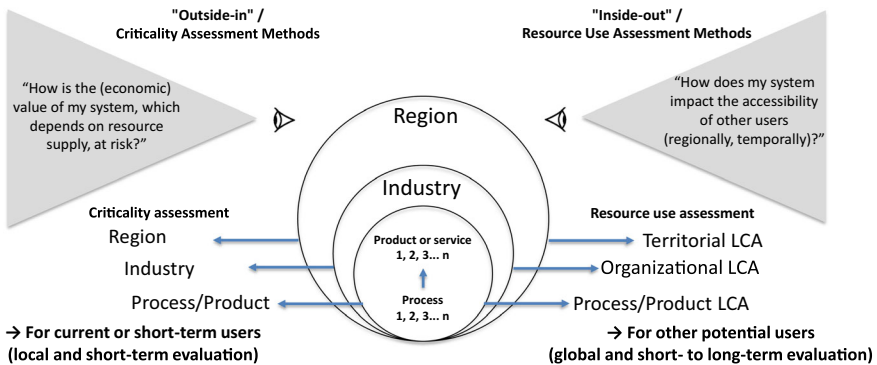 "Outside-in" /
Criticality Assessment Methods
"Inside-out" /
Resource Use Assessment Methods
“How is the (economic)
value of my system, which
depends on resource
supply, at risk?”
“How does my system
impact the accessibility
of other users
(regionally, temporally)?”
Region
Industry
Product or service
1, 2, 3... n
Process
1, 2, 3... n
Criticality assessment
Region
Industry
Process/Product
→ For current or short-term users
(local and short-term evaluation)
Resource use assessment
Territorial LCA
Organizational LCA
Process/Product LCA
→ For other potential users
(global and short- to long-term evaluation)